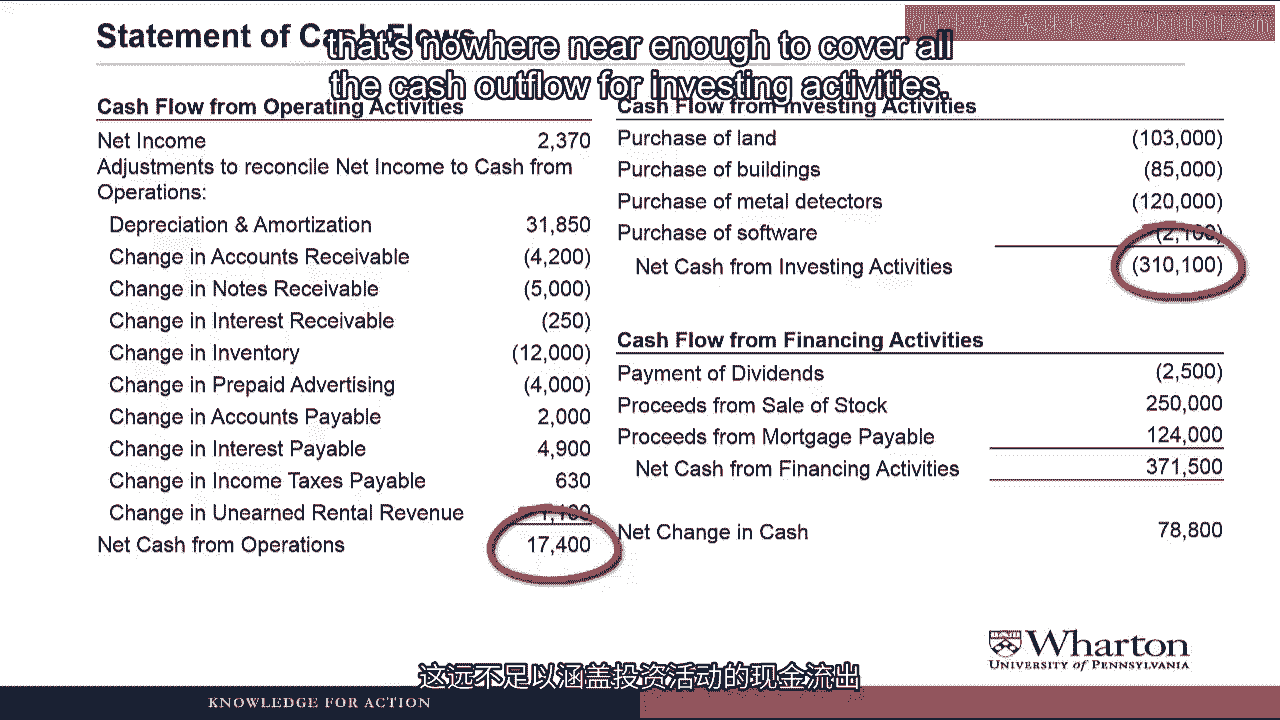 Statement of Cash Flows
that's nowhere near enough to cover all
the cash outflow for investing activities.
Cash Flow from Operating Activities
Net Income 2,370
Adjustments to reconcile Net Income to Cash from
Operations:
Depreciation & Amortization 31,850
Change in Accounts Receivable (4,200)
Change in Notes Receivable (5,000)
Change in Interest Receivable (250)
Change in Inventory (12,000)
Change in Prepaid Advertising (4,000)
Change in Accounts Payable 2,000
Change in Interest Payable 4,900
Change in Income Taxes Payable 630
Change in Unearned Rental Revenue 1,100
Net Cash from Operations 17,400
Cash Flow from Investing Activities
Purchase of land (103,000)
Purchase of buildings (85,000)
Purchase of metal detectors (120,000)
Purchase of software (2,100)
Net Cash from Investing Activities (310,100)
Cash Flow from Financing Activities
Payment of Dividends (2,500)
Proceeds from Sale of Stock 250,000
Proceeds from Mortgage Payable 124,000
Net Cash from Financing Activities 371,500
Net Change in Cash 78,800
Wharton
UNIVERSITY of PENNSYLVANIA
这远不足以涵盖投资活动的现金流出
KNOWLEDGE FOR ACTION